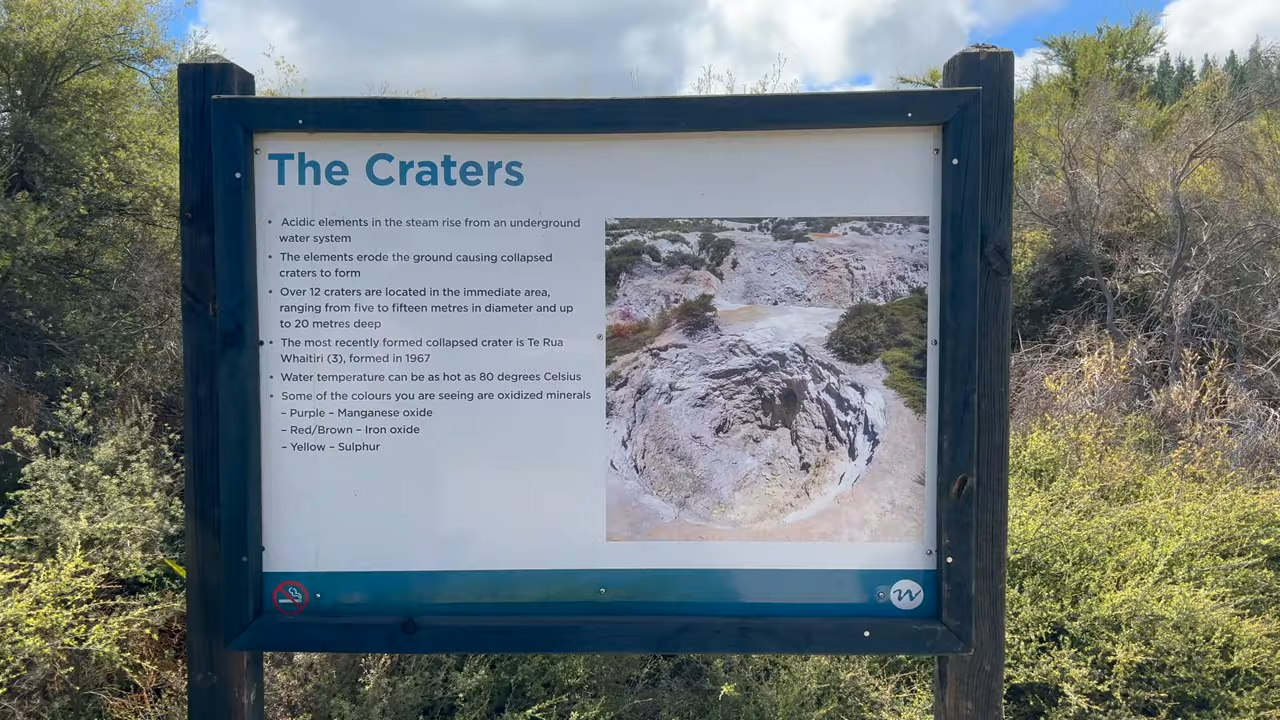 The Craters
• Acidic elements in the steam rise from an underground
water system
• The elements erode the ground causing collapsed
craters to form
• Over 12 craters are located in the immediate area,
ranging from five to fifteen metres in diameter and up
to 20 metres deep
• The most recently formed collapsed crater is Te Rua
Whaitiri (3), formed in 1967
• Water temperature can be as hot as 80 degrees Celsius
• Some of the colours you are seeing are oxidized minerals
– Purple – Manganese oxide
– Red/Brown – Iron oxide
– Yellow – Sulphur
w